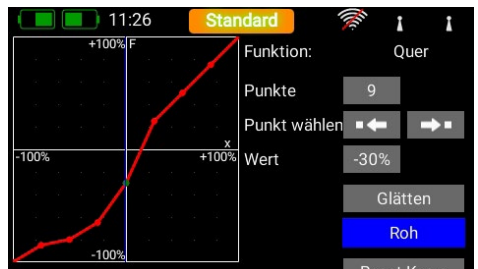 11:26 Standard
+100% F
Funktion: Quer
Punkte 9
Punkt wählen
x
-100% +100%
Wert -30%
Glätten
Roh
-100%